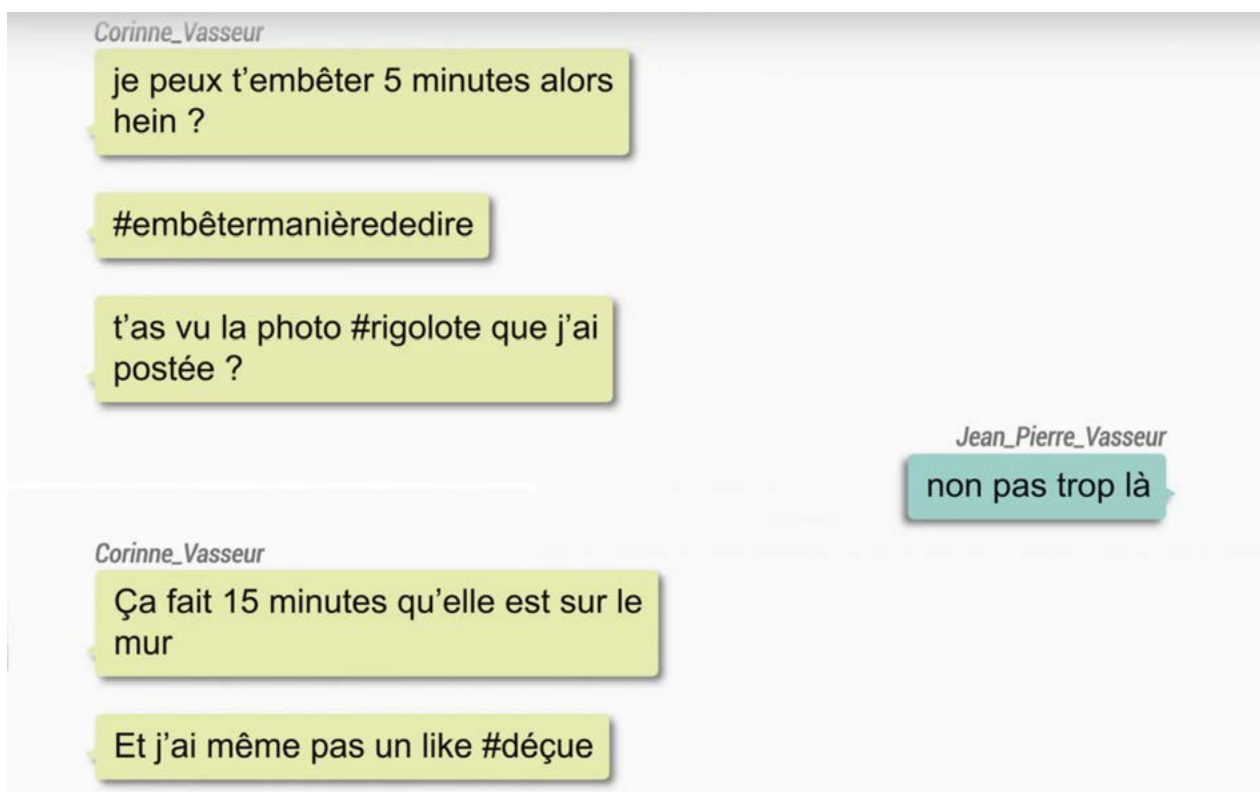 Corinne_Vasseur
je peux t’embêter 5 minutes alors
hein ?
#embêtermanièrededire
t’as vu la photo #rigolote que j’ai
postée ?
Jean_Pierre_Vasseur
non pas trop là
Corinne_Vasseur
Ça fait 15 minutes qu’elle est sur le
mur
Et j’ai même pas un like #déçue